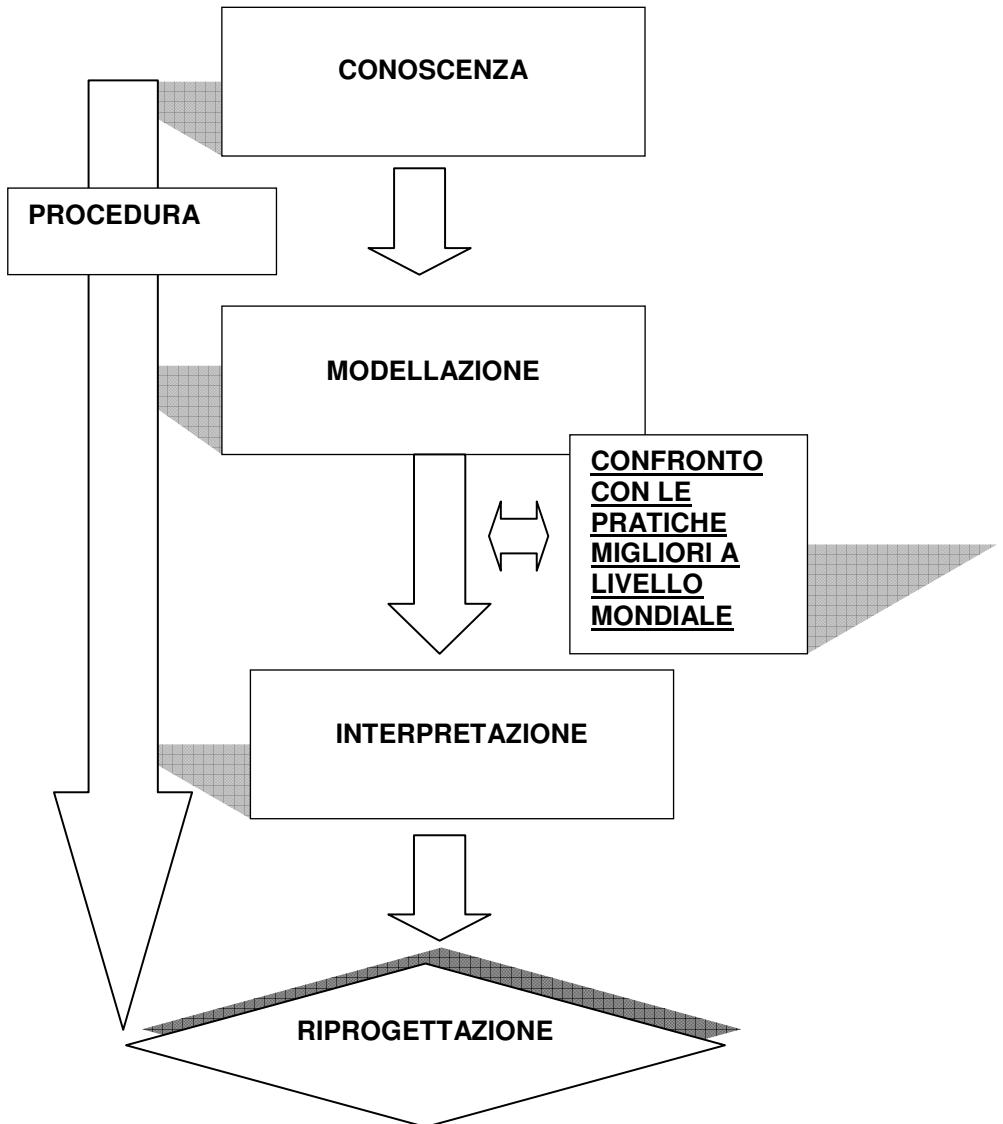 CONOSCENZA
PROCEDURA
MODELLAZIONE
CONFRONTO
CON LE
PRATICHE
MIGLIORI A
LIVELLO
MONDIALE
INTERPRETAZIONE
RIPROGETTAZIONE